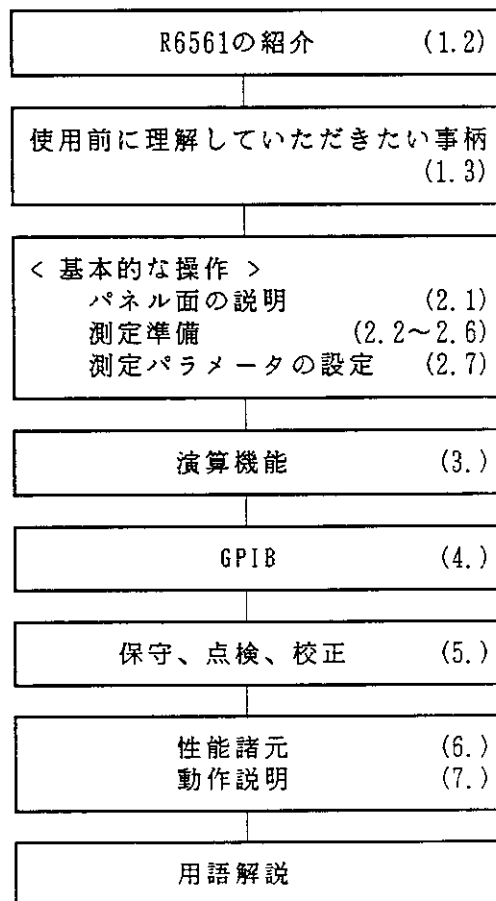 R6561の紹介 (1.2)
使用前に理解していただきたい事柄
(1.3)
< 基本的な操作 >
パネル面の説明 (2.1)
測定準備 (2.2～2.6)
測定パラメータの設定 (2.7)
演算機能 (3.)
GPIB (4.)
保守、点検、校正 (5.)
性能諸元 (6.)
動作説明 (7.)
用語解説